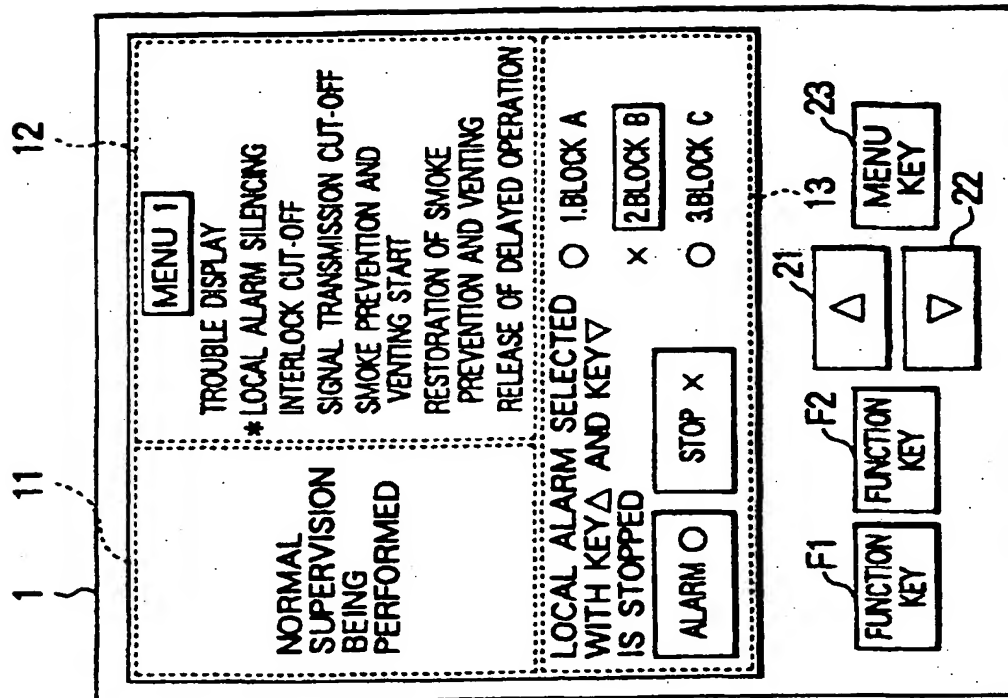 1
11
12
NORMAL
SUPERVISION
BEING
PERFORMED
MENU 1
TROUBLE DISPLAY
* LOCAL ALARM SILENCING
INTERLOCK CUT-OFF
SIGNAL TRANSMISSION CUT-OFF
SMOKE PREVENTION AND
VENTING START
RESTORATION OF SMOKE
PREVENTION AND VENTING
RELEASE OF DELAYED OPERATION
LOCAL ALARM SELECTED
WITH KEY△ AND KEY▽
IS STOPPED
ALARM ○
STOP ×
○ 1.BLOCK A
× 2.BLOCK B
○ 3.BLOCK C
13
F1
FUNCTION
KEY
F2
FUNCTION
KEY
21
△
▽
22
23
MENU
KEY